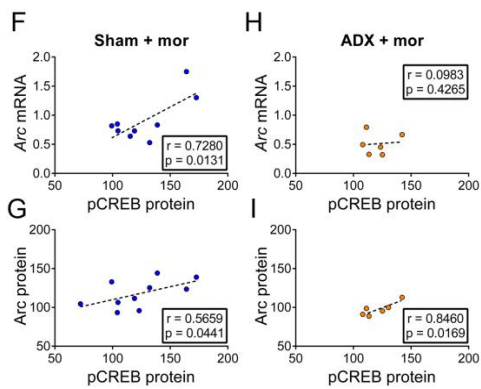 F
Sham + mor
2.0
1.5
1.0
0.5
0.0
Arc mRNA
r = 0.7280
p = 0.0131
50 100 150 200
pCREB protein
H
ADX + mor
2.0
1.5
1.0
0.5
0.0
Arc mRNA
r = 0.0983
p = 0.4265
50 100 150 200
pCREB protein
G
200
150
100
50
Arc protein
r = 0.5659
p = 0.0441
50 100 150 200
pCREB protein
I
200
150
100
50
Arc protein
r = 0.8460
p = 0.0169
50 100 150 200
pCREB protein